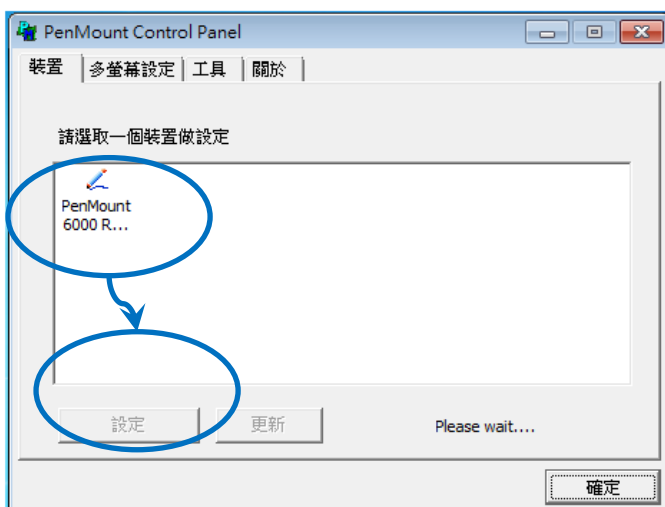 PenMount Control Panel
裝置 多螢幕設定 工具 關於
請選取一個裝置做設定
PenMount
6000 R...
設定 更新 Please wait....
確定